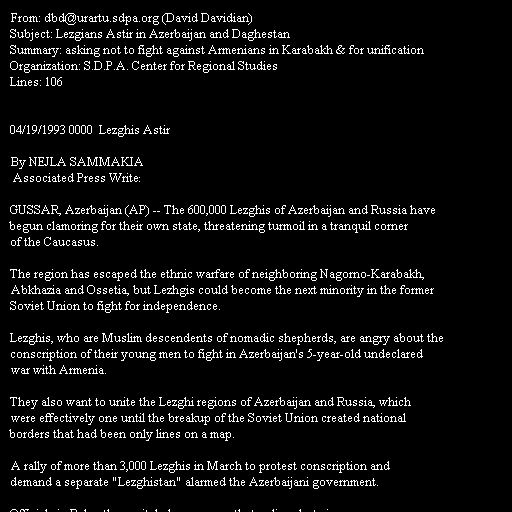 From: dbd@urartu.sdpa.org (David Davidian)
Subject: Lezgians Astir in Azerbaijan and Daghestan
Summary: asking not to fight against Armenians in Karabakh & for unification
Organization: S.D.P.A. Center for Regional Studies
Lines: 106
04/19/1993 0000  Lezghis Astir
By NEJLA SAMMAKIA
Associated Press Write:
GUSSAR, Azerbaijan (AP) -- The 600,000 Lezghis of Azerbaijan and Russia have
begun clamoring for their own state, threatening turmoil in a tranquil corner
of the Caucasus.
The region has escaped the ethnic warfare of neighboring Nagorno-Karabakh,
Abkhazia and Ossetia, but Lezhgis could become the next minority in the former
Soviet Union to fight for independence.
Lezghis, who are Muslim descendents of nomadic shepherds, are angry about the
conscription of their young men to fight in Azerbaijan's 5-year-old undeclared
war with Armenia.
They also want to unite the Lezghi regions of Azerbaijan and Russia, which
were effectively one until the breakup of the Soviet Union created national
borders that had been only lines on a map.
A rally of more than 3,000 Lezghis in March to protest conscription and
demand a separate "Lezghistan" alarmed the Azerbaijani government.